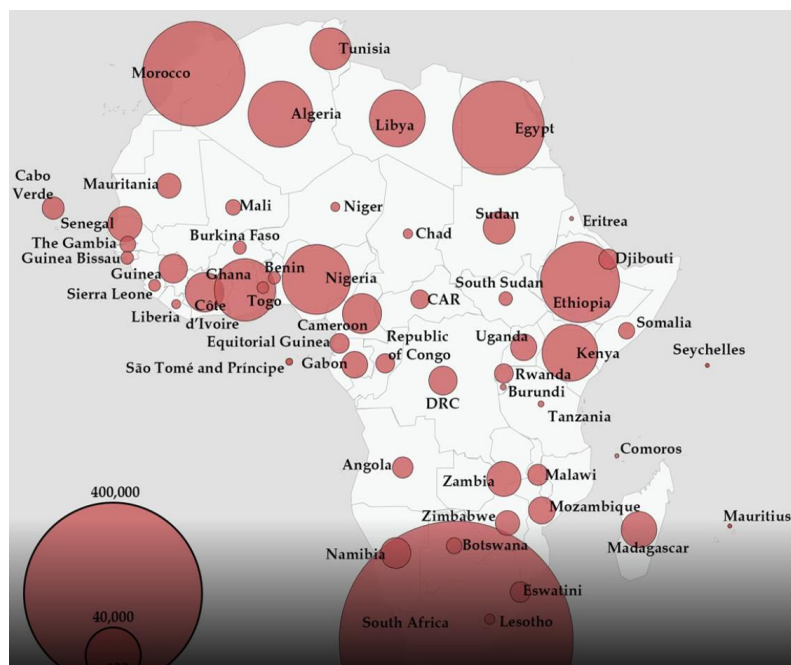 Tunisia
Morocco
Algeria
Libya
Egypt
Cabo
Verde
Mauritania
Mali
Niger
Senegal
Sudan
Eritrea
The Gambia
Burkina Faso
Chad
Guinea Bissau
Djibouti
Guinea
Ghana
Benin
Nigeria
South Sudan
Sierra Leone
Togo
CAR
Ethiopia
Côte
d'Ivoire
Liberia
Cameroon
Somalia
Equitorial Guinea
Republic
of Congo
Uganda
Kenya
Seychelles
São Tomé and Príncipe
Gabon
Rwanda
Burundi
DRC
Tanzania
Comoros
Angola
Zambia
Malawi
400,000
Mozambique
Zimbabwe
Mauritius
Botswana
Madagascar
Namibia
Eswatini
40,000
South Africa
Lesotho